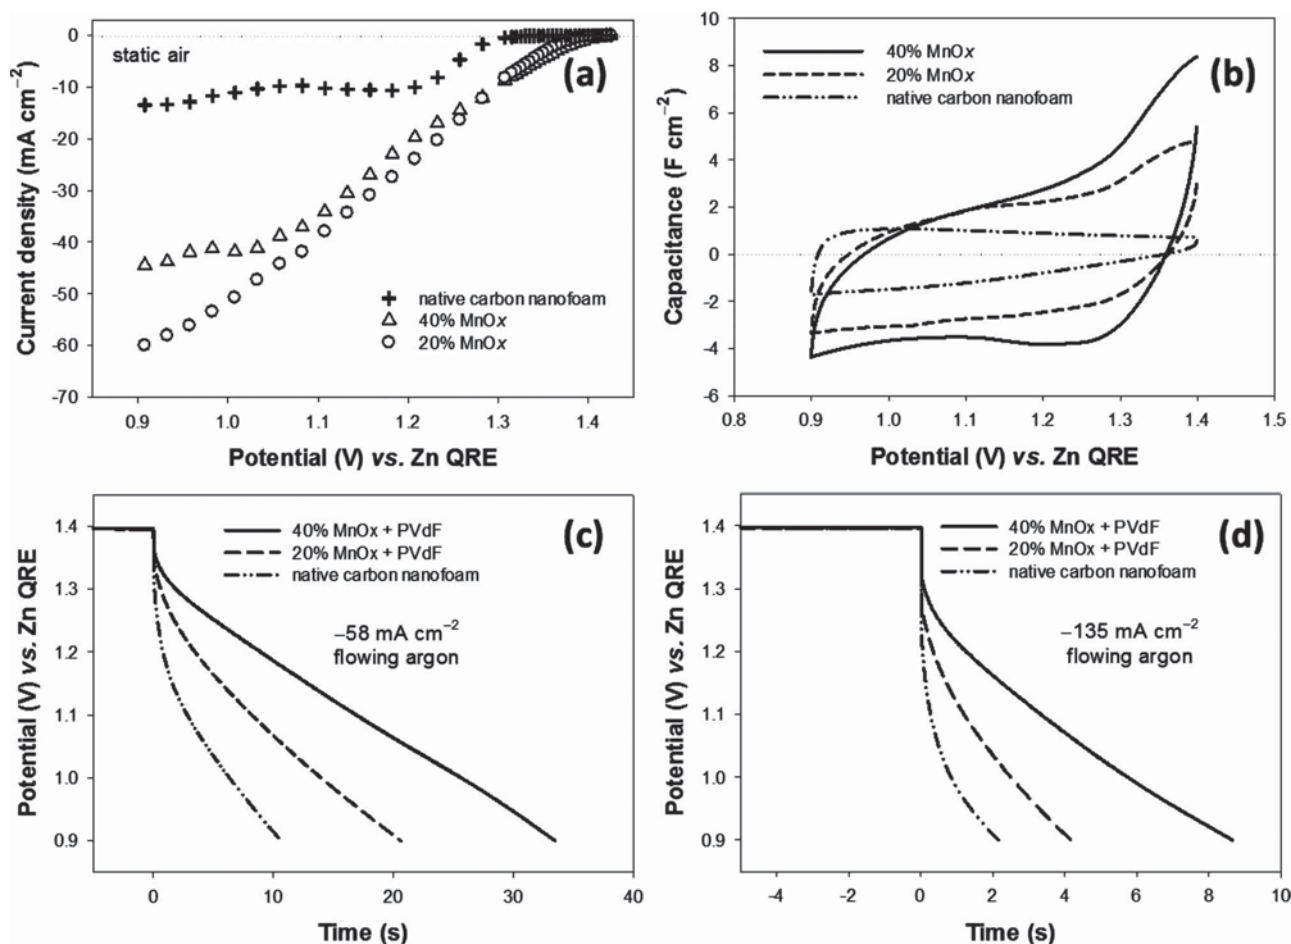 static air
(a)
0
-10
-20
-30
-40
-50
-60
-70
Current density (mA cm⁻²)
native carbon nanofoam
40% MnOx
20% MnOx
0.9
1.0
1.1
1.2
1.3
1.4
Potential (V) vs. Zn QRE
(b)
10
8
6
4
2
0
-2
-4
-6
Capacitance (F cm⁻²)
40% MnOx
20% MnOx
native carbon nanofoam
0.8
0.9
1.0
1.1
1.2
1.3
1.4
1.5
Potential (V) vs. Zn QRE
(c)
1.4
1.3
1.2
1.1
1.0
0.9
Potential (V) vs. Zn QRE
40% MnOx + PVdF
20% MnOx + PVdF
native carbon nanofoam
−58 mA cm⁻²
flowing argon
0
10
20
30
40
Time (s)
(d)
1.4
1.3
1.2
1.1
1.0
0.9
Potential (V) vs. Zn QRE
40% MnOx + PVdF
20% MnOx + PVdF
native carbon nanofoam
−135 mA cm⁻²
flowing argon
-4
-2
0
2
4
6
8
10
Time (s)